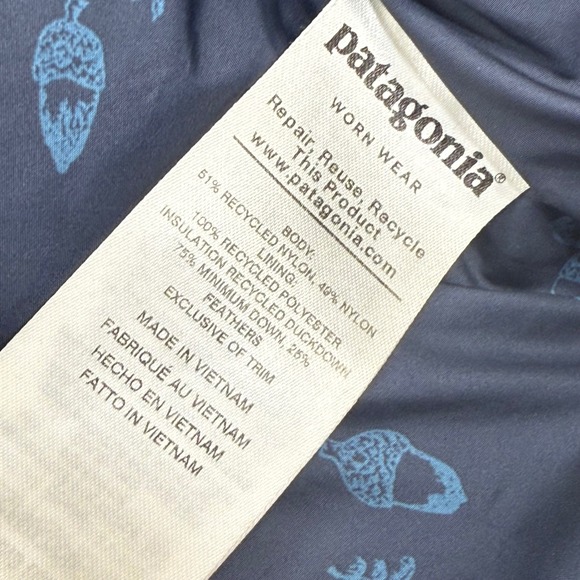 patagonia®
WORN WEAR
Repair, Reuse, Recycle
This Product
www.patagonia.com
BODY:
51% RECYCLED NYLON, 49% NYLON
LINING:
100% RECYCLED POLYESTER
INSULATION RECYCLED DUCKDOWN
75% MINIMUM DOWN, 25%
FEATHERS
EXCLUSIVE OF TRIM
MADE IN VIETNAM
FABRIQUÉ AU VIETNAM
HECHO EN VIETNAM
FATTO IN VIETNAM